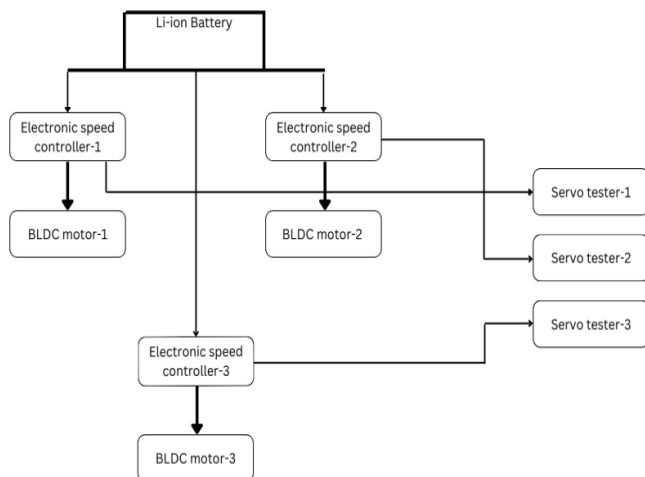 Li-ion Battery
Electronic speed
controller-1
Electronic speed
controller-2
Servo tester-1
BLDC motor-1
BLDC motor-2
Servo tester-2
Servo tester-3
Electronic speed
controller-3
BLDC motor-3